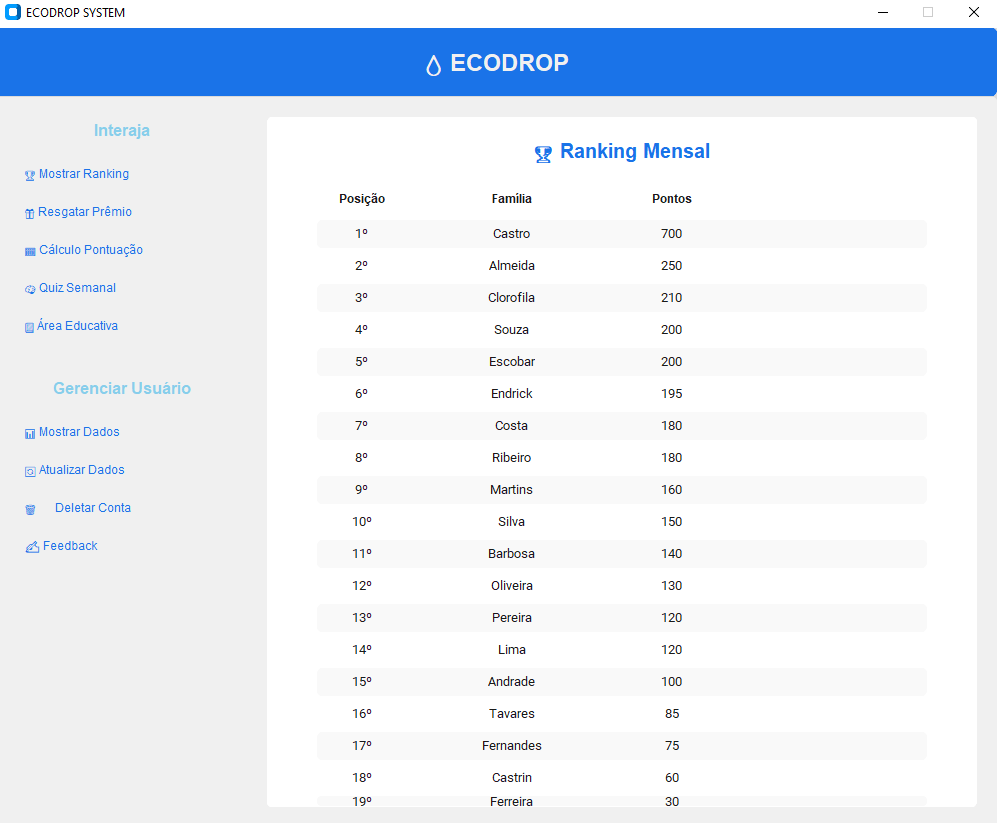 ECODROP SYSTEM
ECODROP
Interaja
Mostrar Ranking
Resgatar Prêmio
Cálculo Pontuação
Quiz Semanal
Área Educativa
Gerenciar Usuário
Mostrar Dados
Atualizar Dados
Deletar Conta
Feedback
Ranking Mensal
Posição Família Pontos
1º Castro 700
2º Almeida 250
3º Clorofila 210
4º Souza 200
5º Escobar 200
6º Endrick 195
7º Costa 180
8º Ribeiro 180
9º Martins 160
10º Silva 150
11º Barbosa 140
12º Oliveira 130
13º Pereira 120
14º Lima 120
15º Andrade 100
16º Tavares 85
17º Fernandes 75
18º Castrin 60
19º Ferreira 30